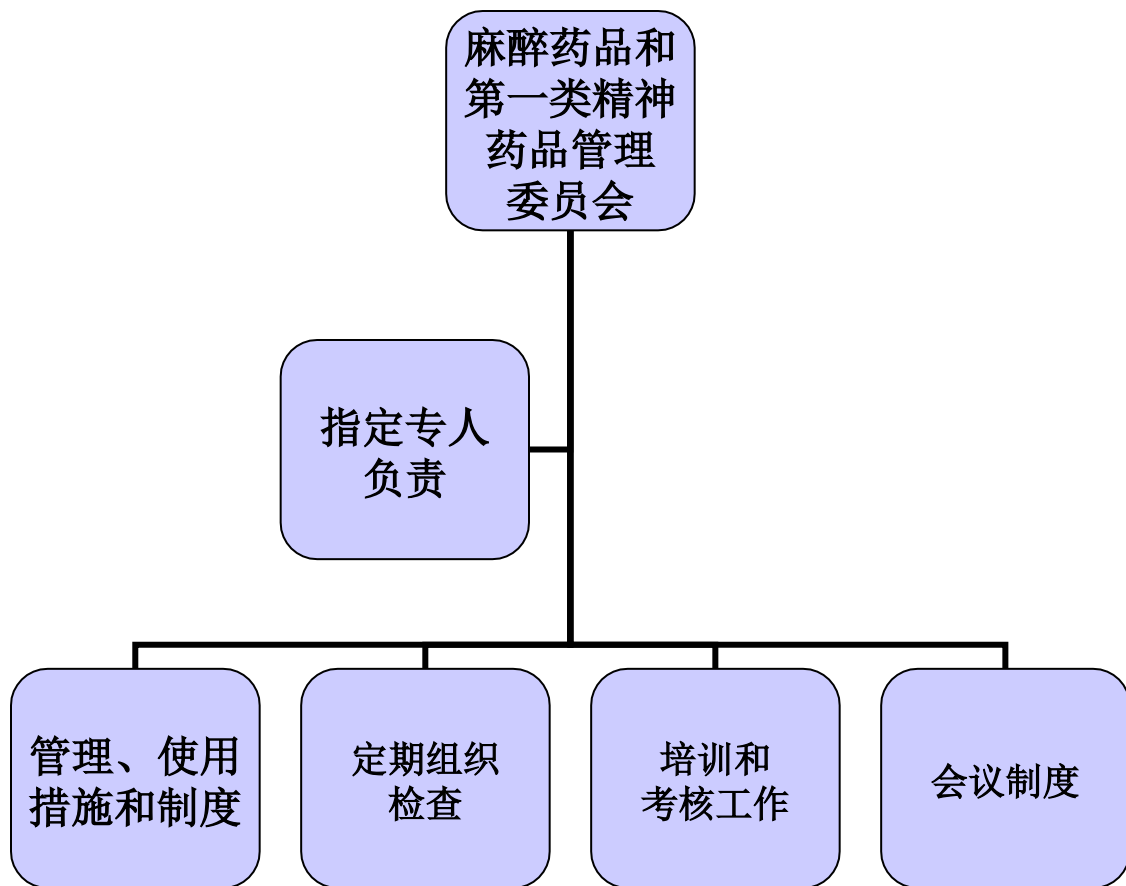 麻醉药品和
第一类精神
药品管理
委员会
指定专人
负责
管理、使用
措施和制度
定期组织
检查
培训和
考核工作
会议制度